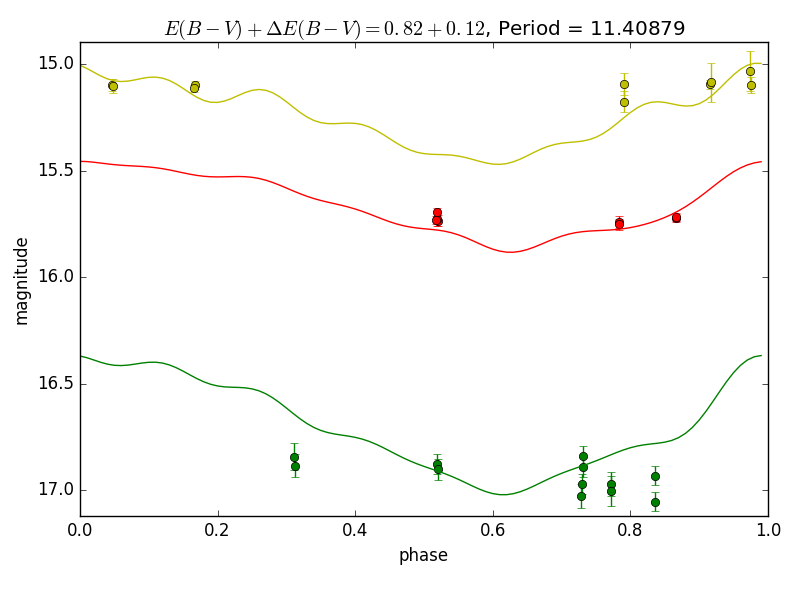 E(B − V) + ΔE(B − V) = 0.82 + 0.12, Period = 11.40879
15.0
15.5
16.0
16.5
17.0
magnitude
0.0 0.2 0.4 0.6 0.8 1.0
phase